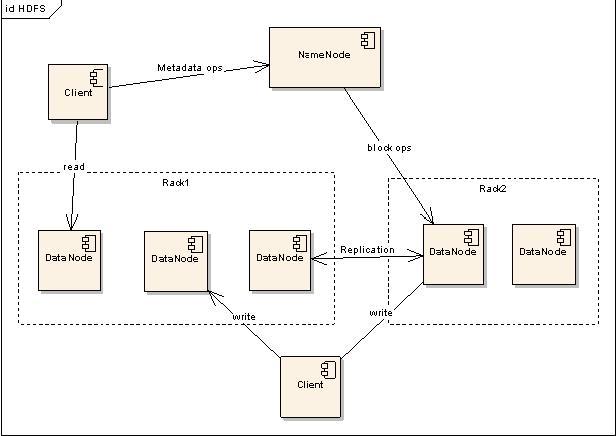 id HDFS
NameNode
Metadata ops
Client
block ops
read
Rack1
Rack2
DataNode
DataNode
DataNode
Replication
DataNode
DataNode
write
write
Client